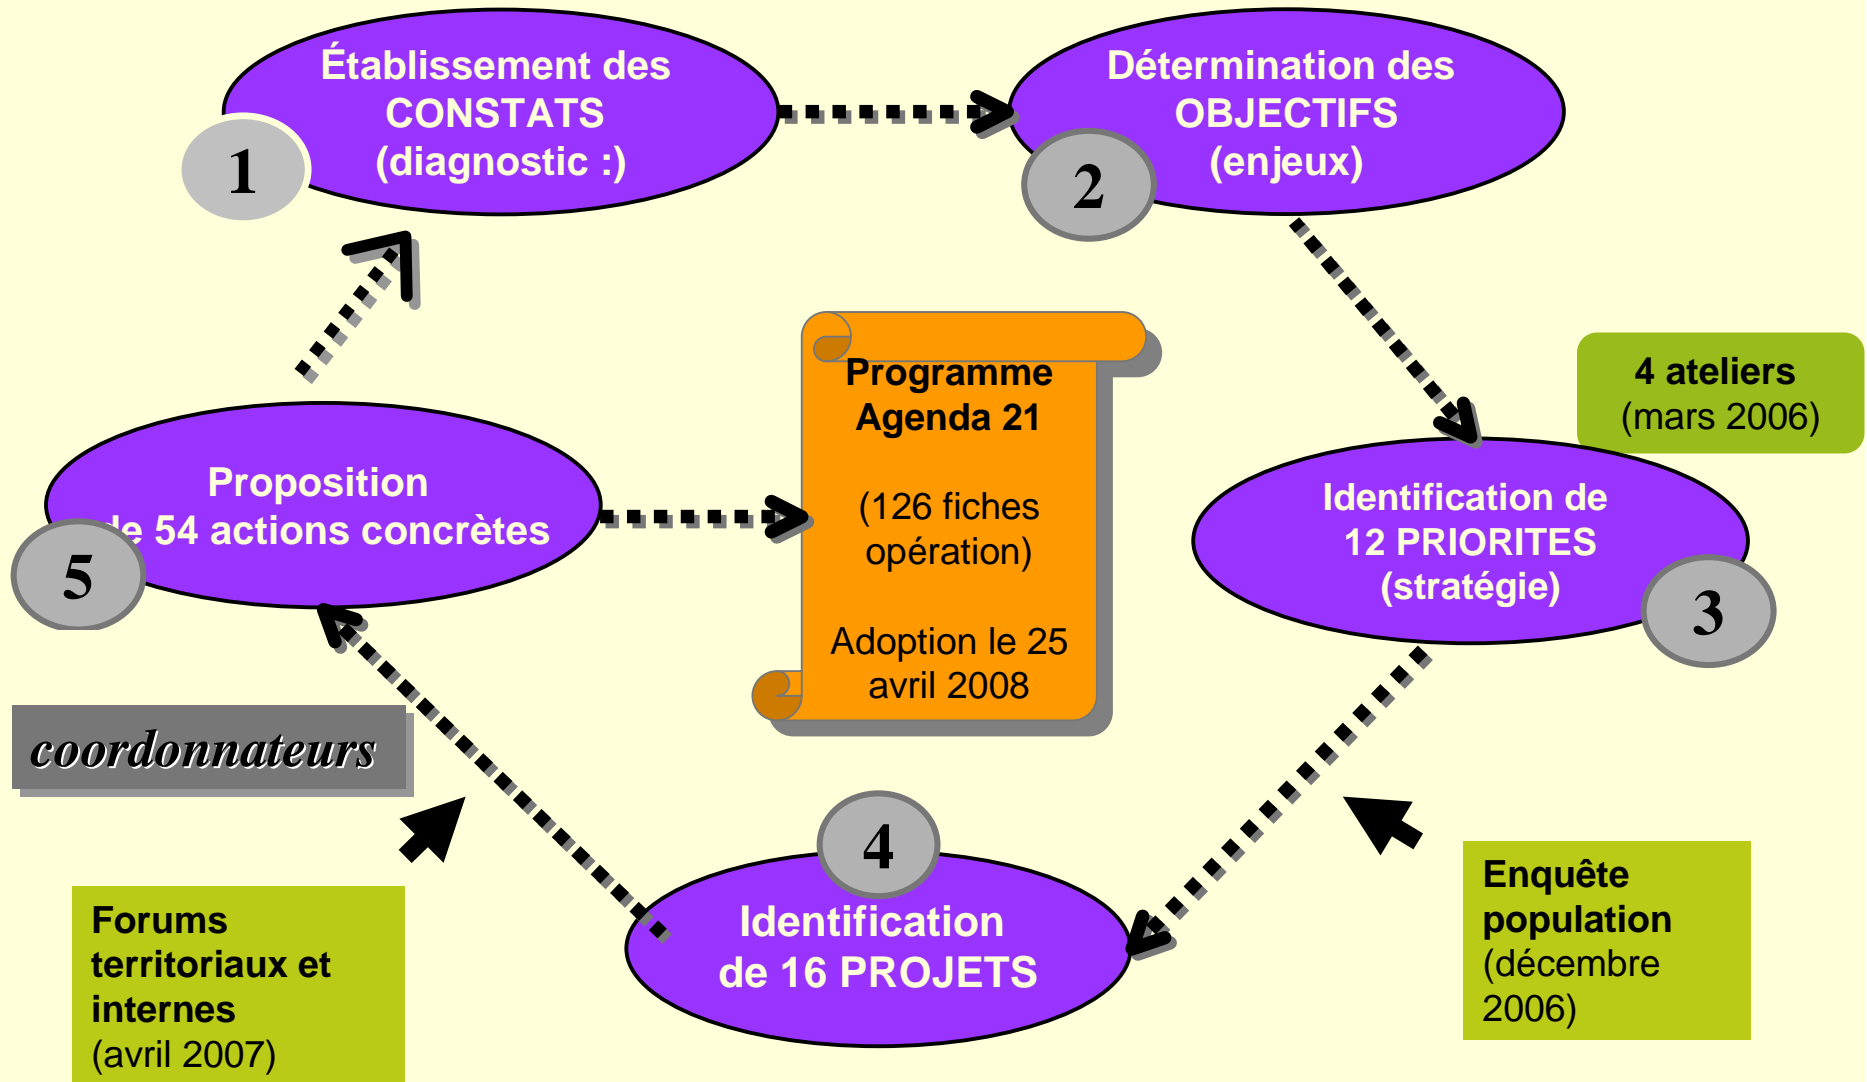 Établissement des
CONSTATS
(diagnostic :)
1
Détermination des
OBJECTIFS
(enjeux)
2
4 ateliers
(mars 2006)
Identification de
12 PRIORITES
(stratégie)
3
Programme
Agenda 21
(126 fiches
opération)
Adoption le 25
avril 2008
Proposition
de 54 actions concrètes
5
coordonnateurs
4
Identification
de 16 PROJETS
Enquête
population
(décembre
2006)
Forums
territoriaux et
internes
(avril 2007)